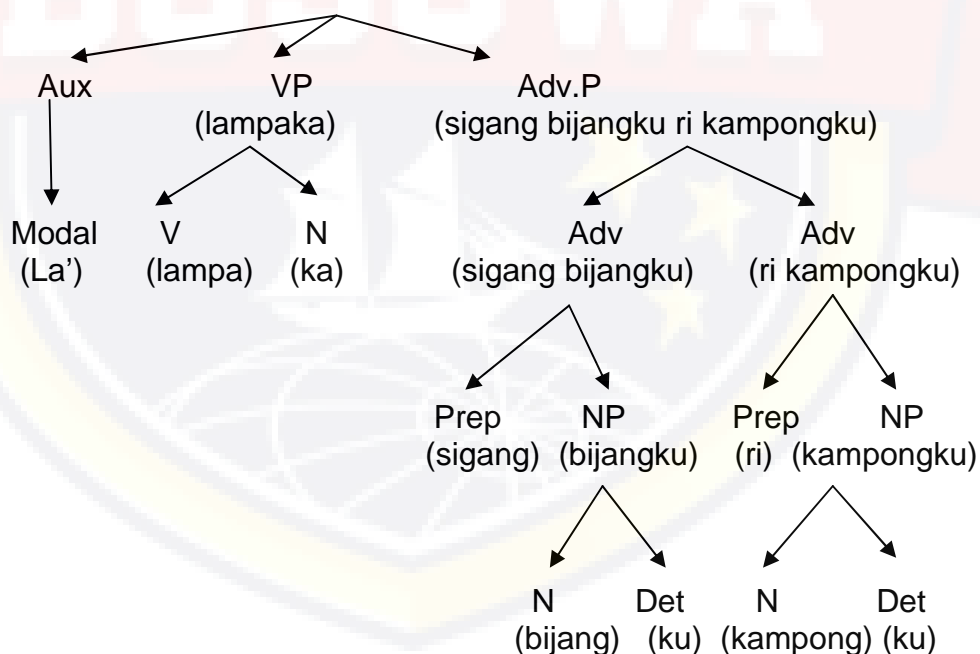 BOSOWA
Aux VP Adv.P
(lampaka) (sigang bijangku ri kampongku)
Modal V N Adv Adv
(La’) (lampa) (ka) (sigang bijangku) (ri kampongku)
Prep NP Prep NP
(sigang) (bijangku) (ri) (kampongku)
N Det N Det
(bijang) (ku) (kampong) (ku)